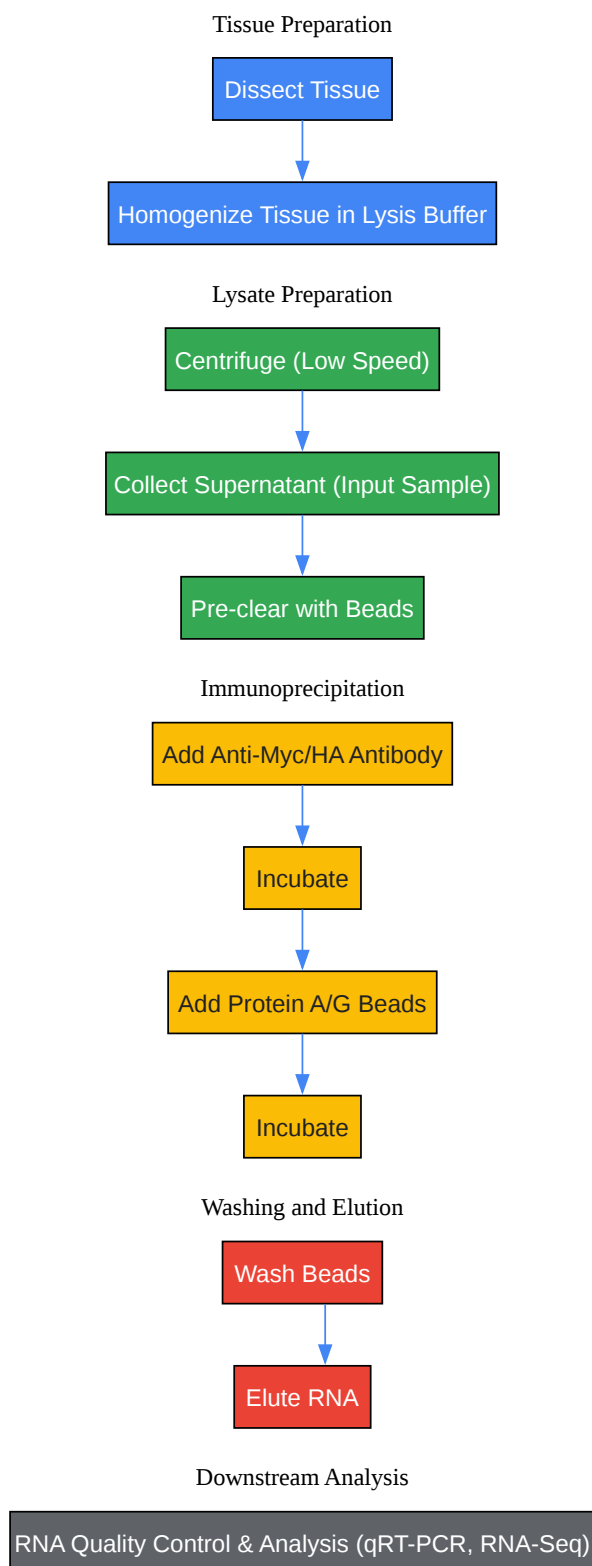 Tissue Preparation
Dissect Tissue
Homogenize Tissue in Lysis Buffer
Lysate Preparation
Centrifuge (Low Speed)
Collect Supernatant (Input Sample)
Pre-clear with Beads
Immunoprecipitation
Add Anti-Myc/HA Antibody
Incubate
Add Protein A/G Beads
Incubate
Washing and Elution
Wash Beads
Elute RNA
Downstream Analysis
RNA Quality Control & Analysis (qRT-PCR, RNA-Seq)